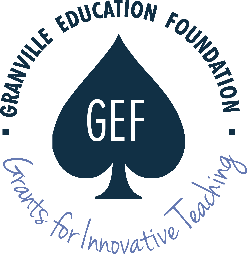 · GRANVILLE EDUCATION FOUNDATION ·
GEF
Grants for Innovative Teaching